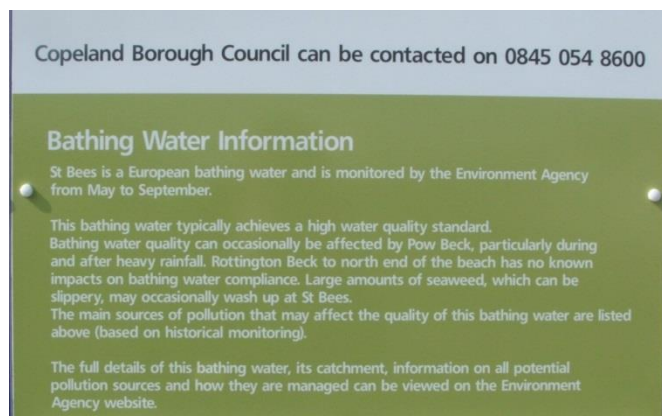 Copeland Borough Council can be contacted on 0845 054 8600
Bathing Water Information
St Bees is a European bathing water and is monitored by the Environment Agency
from May to September.
This bathing water typically achieves a high water quality standard.
Bathing water quality can occasionally be affected by Pow Beck, particularly during
and after heavy rainfall. Rottington Beck to north end of the beach has no known
impacts on bathing water compliance. Large amounts of seaweed, which can be
slippery, may occasionally wash up at St Bees.
The main sources of pollution that may affect the quality of this bathing water are listed
above (based on historical monitoring).
The full details of this bathing water, its catchment, information on all potential
pollution sources and how they are managed can be viewed on the Environment
Agency website.